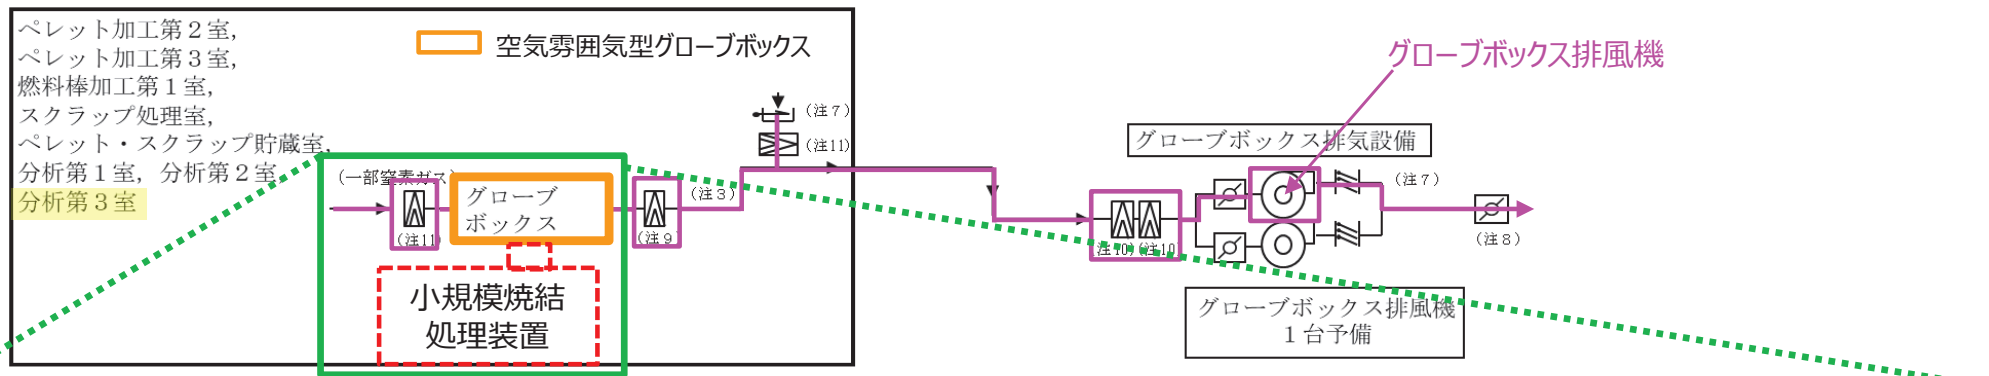 ペレット加工第２室，
ペレット加工第３室，
燃料棒加工第１室，
スクラップ処理室，
ペレット・スクラップ貯蔵室，
分析第１室，分析第２室
分析第３室
空気雰囲気型グローブボックス
（一部窒素ガス）
グローブ
ボックス
（注11）
（注９）
（注３）
（注７）
（注11）
小規模焼結
処理装置
グローブボックス排風機
グローブボックス排気設備
注10）（注10
（注７）
（注８）
グローブボックス排風機
１台予備